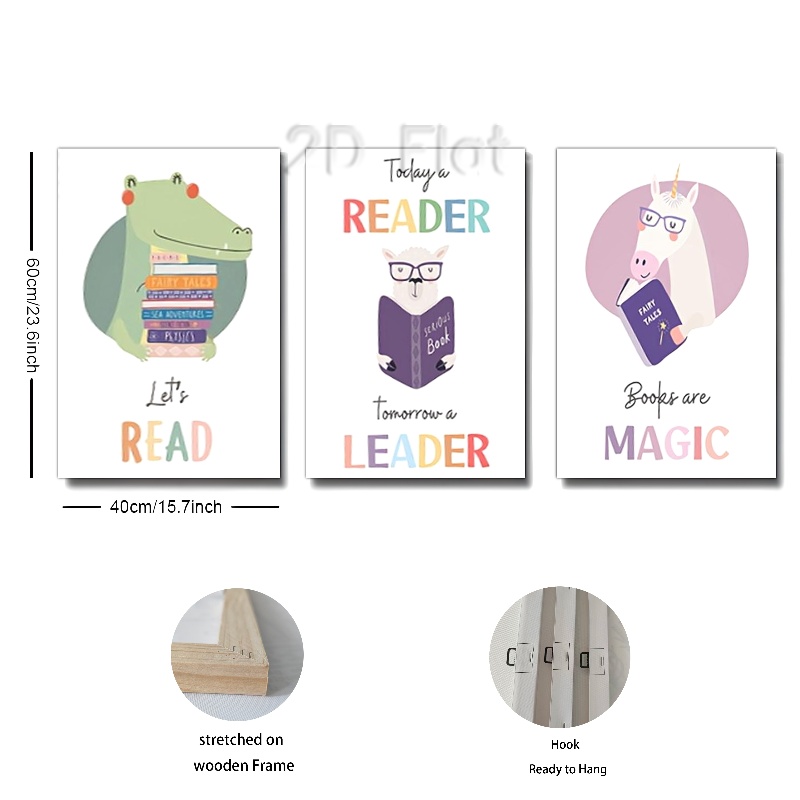 2D Flat
60cm/23.6inch
FAIRY TALES
SEA ADVENTURES
PHYSICS
Let's
READ
40cm/15.7inch
Today a
READER
SERIOUS
Book
Tomorrow a
LEADER
FAIRY
TALES
Books are
MAGIC
stretched on
wooden Frame
Hook
Ready to Hang